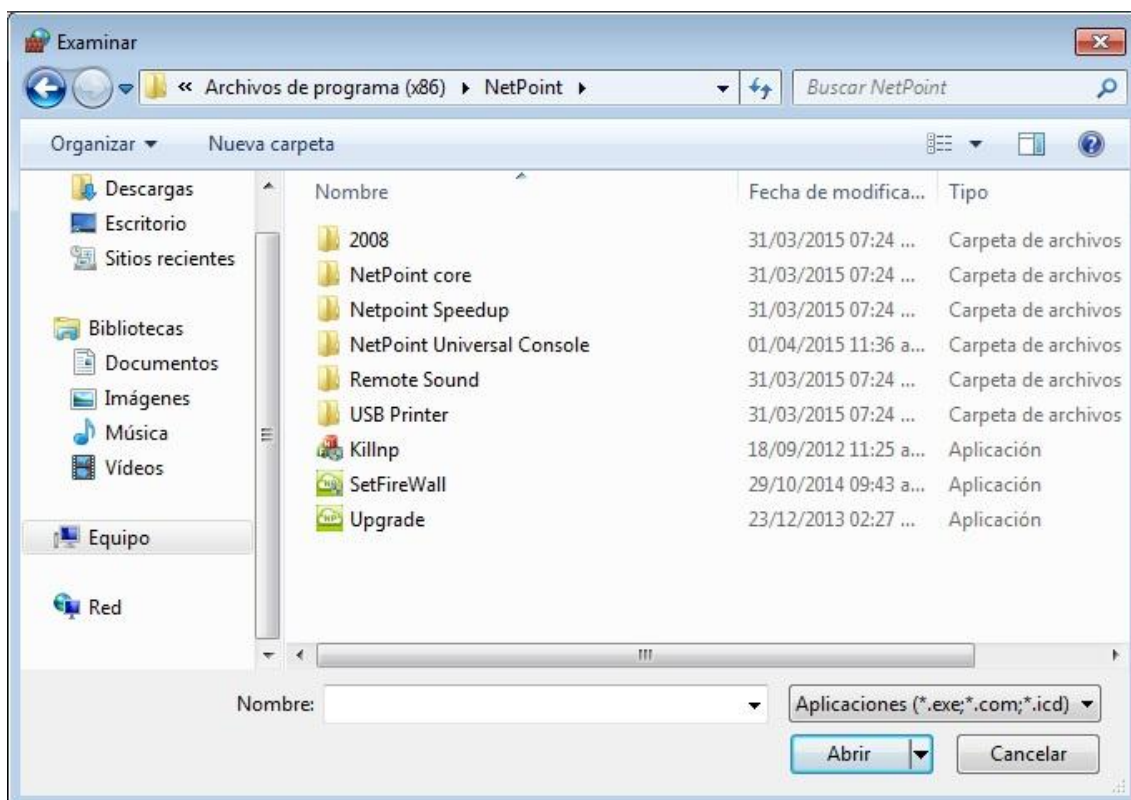 Examinar
« Archivos de programa (x86) NetPoint Buscar NetPoint
Organizar Nueva carpeta
Nombre Fecha de modifica... Tipo
Descargas
Escritorio
Sitios recientes
Bibliotecas
Documentos
Imágenes
Música
Vídeos
Equipo
Red
2008 31/03/2015 07:24 ... Carpeta de archivos
NetPoint core 31/03/2015 07:24 ... Carpeta de archivos
Netpoint Speedup 31/03/2015 07:24 ... Carpeta de archivos
NetPoint Universal Console 01/04/2015 11:36 a... Carpeta de archivos
Remote Sound 31/03/2015 07:24 ... Carpeta de archivos
USB Printer 31/03/2015 07:24 ... Carpeta de archivos
Killnp 18/09/2012 11:25 a... Aplicación
SetFireWall 29/10/2014 09:43 a... Aplicación
Upgrade 23/12/2013 02:27 ... Aplicación
Nombre: Aplicaciones (*.exe;*.com;*.icd)
Abrir Cancelar